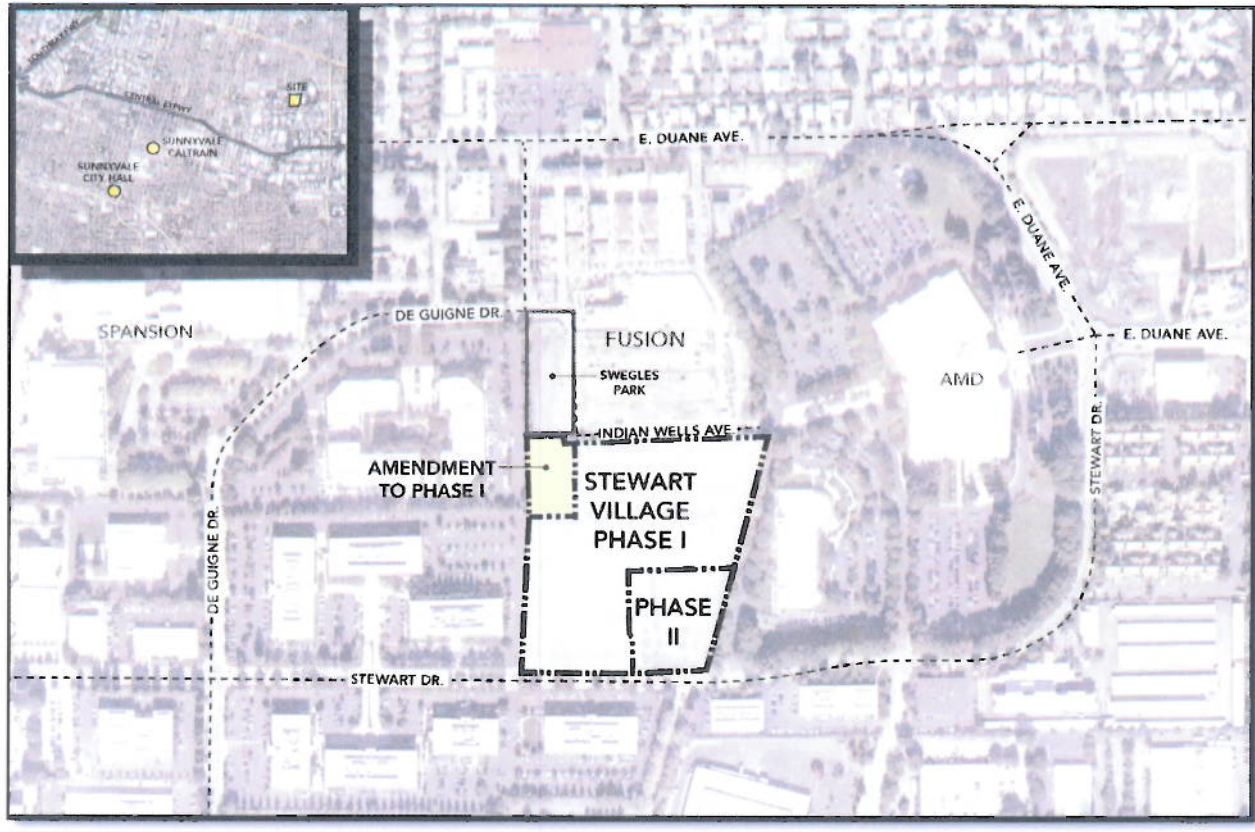 CENTRAL EXPWY
SITE
SUNNYVALE
CALTRAIN
SUNNYVALE
CITY HALL
E. DUANE AVE.
E. DUANE AVE.
E. DUANE AVE.
DE GUIGNE DR.
SPANSION
FUSION
SWEGLES
PARK
AMD
INDIAN WELLS AVE
AMENDMENT
TO PHASE I
STEWART
VILLAGE
PHASE I
PHASE
II
DE GUIGNE DR.
STEWART DR.
STEWART DR.